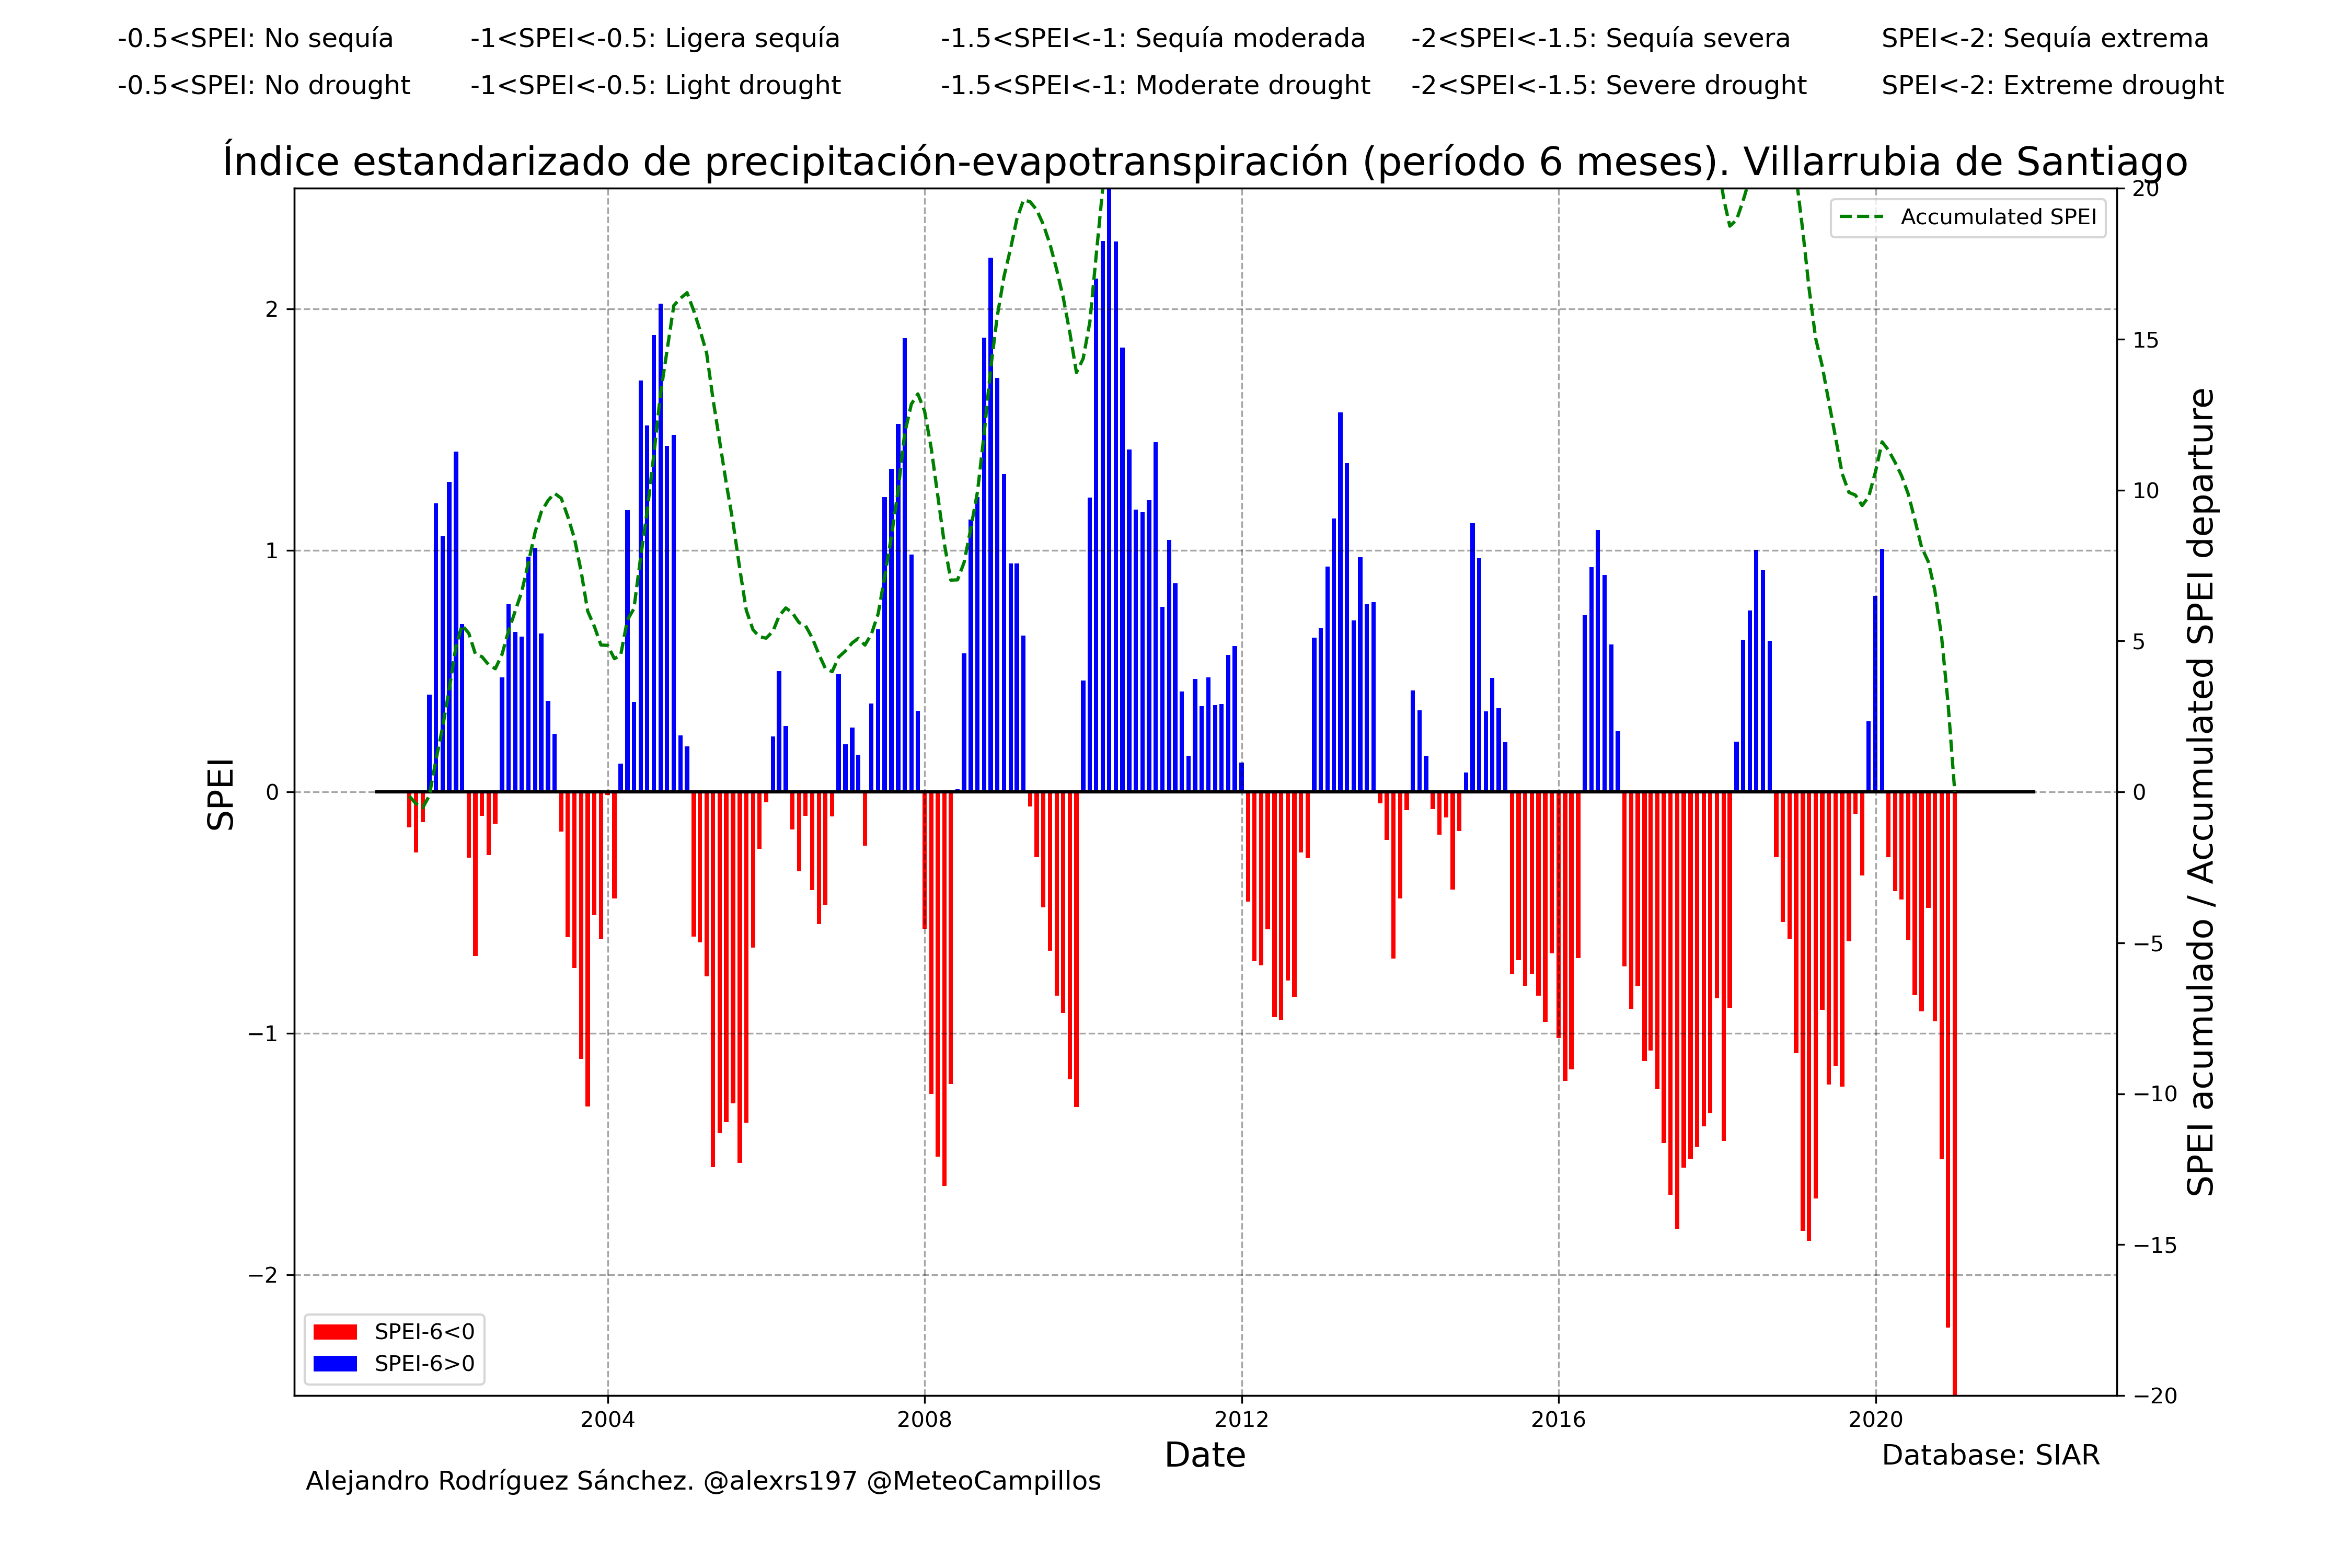 -0.5<SPEI: No sequía -1<SPEI<-0.5: Ligera sequía -1.5<SPEI<-1: Sequía moderada -2<SPEI<-1.5: Sequía severa SPEI<-2: Sequía extrema
-0.5<SPEI: No drought -1<SPEI<-0.5: Light drought -1.5<SPEI<-1: Moderate drought -2<SPEI<-1.5: Severe drought SPEI<-2: Extreme drought
Índice estandarizado de precipitación-evapotranspiración (período 6 meses). Villarrubia de Santiago
Accumulated SPEI
SPEI
2
1
0
−1
−2
20
15
10
5
0
−5
−10
−15
−20
SPEI acumulado / Accumulated SPEI departure
SPEI-6<0
SPEI-6>0
2004 2008 2012 2016 2020
Date
Database: SIAR
Alejandro Rodríguez Sánchez. @alexrs197 @MeteoCampillos